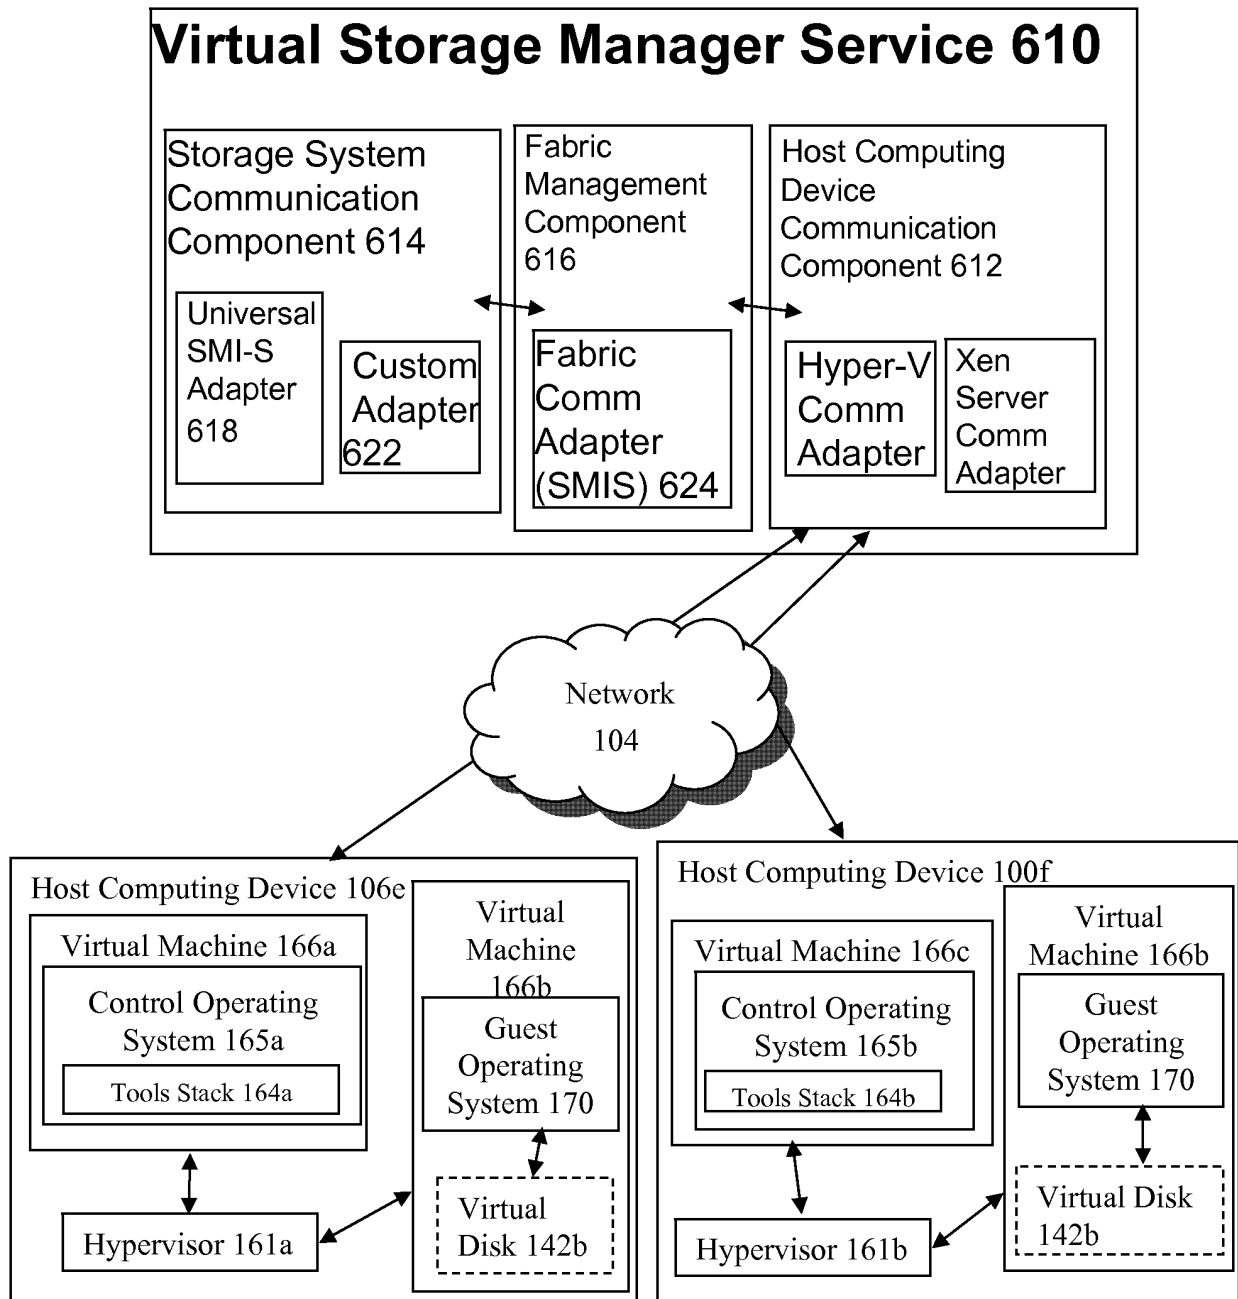 Virtual Storage Manager Service 610
Storage System
Communication
Component 614
Universal
SMI-S
Adapter
618
Custom
Adapter
622
Fabric
Management
Component
616
Fabric
Comm
Adapter
(SMIS) 624
Host Computing
Device
Communication
Component 612
Hyper-V
Comm
Adapter
Xen
Server
Comm
Adapter
Network
104
Host Computing Device 106e
Virtual Machine 166a
Control Operating
System 165a
Tools Stack 164a
Hypervisor 161a
Virtual
Machine
166b
Guest
Operating
System 170
Virtual
Disk 142b
Host Computing Device 100f
Virtual Machine 166c
Control Operating
System 165b
Tools Stack 164b
Hypervisor 161b
Virtual
Machine 166b
Guest
Operating
System 170
Virtual Disk
142b